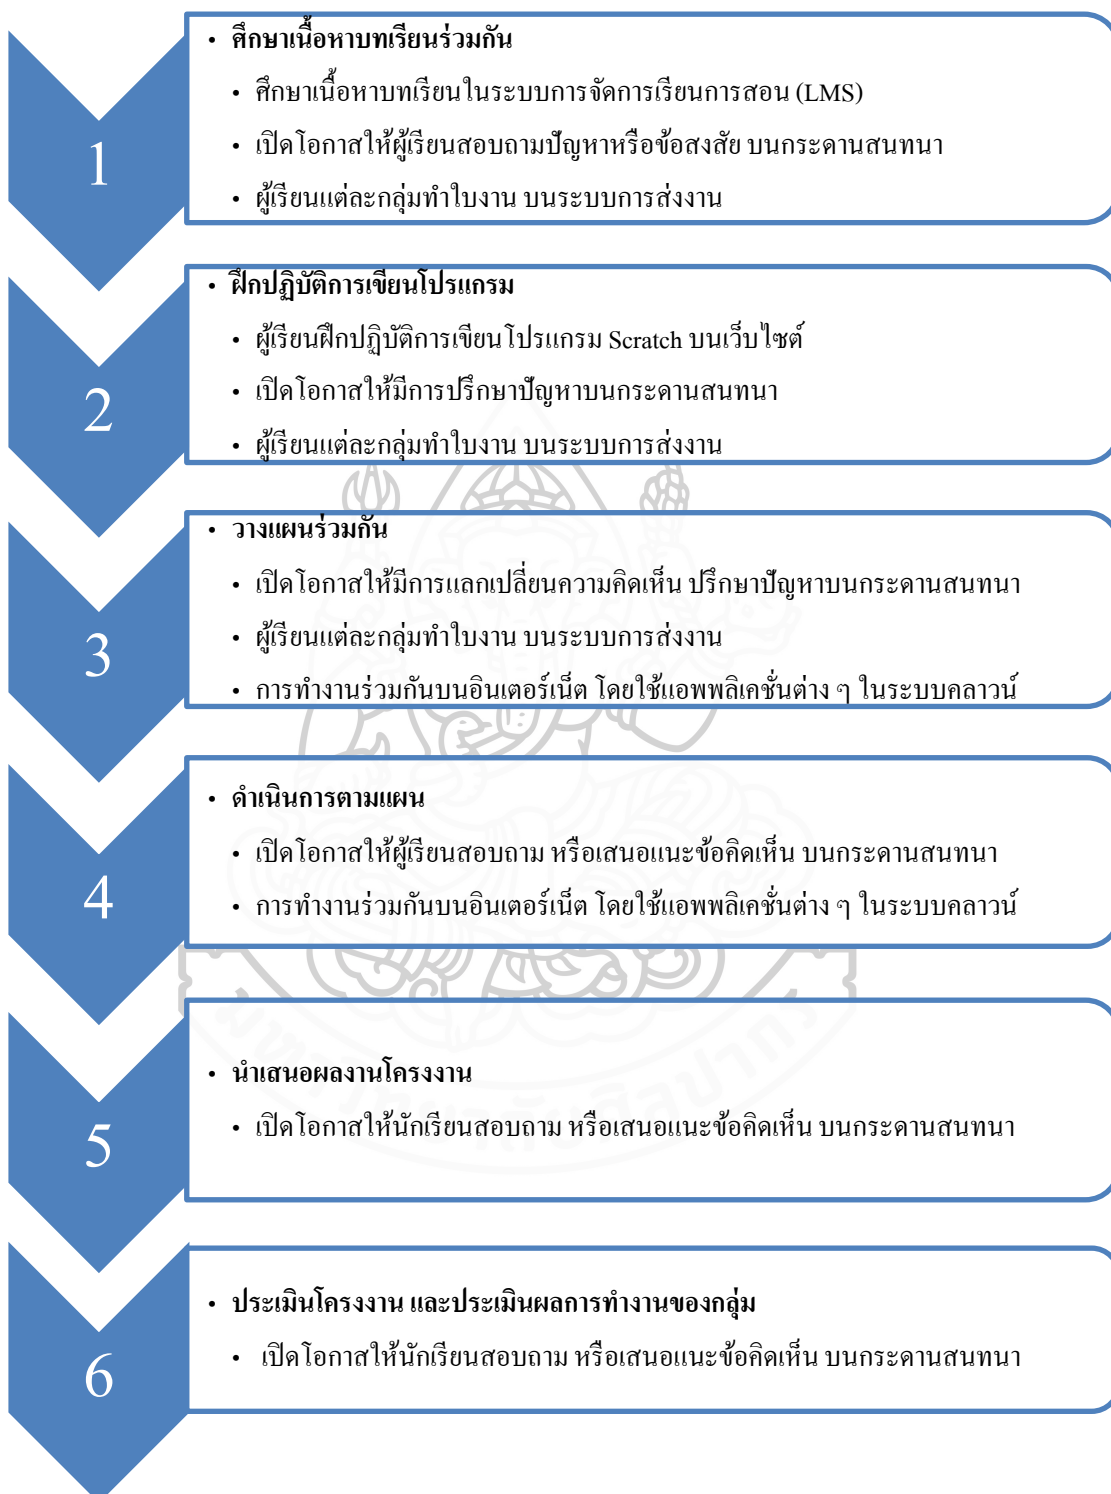 1
• ศึกษาเนื้อหาบทเรียนร่วมกัน
• ศึกษาเนื้อหาบทเรียนในระบบการจัดการเรียนการสอน (LMS)
• เปิดโอกาสให้ผู้เรียนสอบถามปัญหาหรือข้อสงสัย บนกระดานสนทนา
• ผู้เรียนแต่ละกลุ่มทำใบงาน บนระบบการส่งงาน
2
• ฝึกปฏิบัติการเขียนโปรแกรม
• ผู้เรียนฝึกปฏิบัติการเขียนโปรแกรม Scratch บนเว็บไซต์
• เปิดโอกาสให้มีการปรึกษาปัญหาบนกระดานสนทนา
• ผู้เรียนแต่ละกลุ่มทำใบงาน บนระบบการส่งงาน
3
• วางแผนร่วมกัน
• เปิดโอกาสให้มีการแลกเปลี่ยนความคิดเห็น ปรึกษาปัญหาบนกระดานสนทนา
• ผู้เรียนแต่ละกลุ่มทำใบงาน บนระบบการส่งงาน
• การทำงานร่วมกันบนอินเตอร์เน็ต โดยใช้แอพพลิเคชั่นต่าง ๆ ในระบบคลาวน์
4
• ดำเนินการตามแผน
• เปิดโอกาสให้ผู้เรียนสอบถาม หรือเสนอแนะข้อคิดเห็น บนกระดานสนทนา
• การทำงานร่วมกันบนอินเตอร์เน็ต โดยใช้แอพพลิเคชั่นต่าง ๆ ในระบบคลาวน์
5
• นำเสนอผลงานโครงงาน
• เปิดโอกาสให้นักเรียนสอบถาม หรือเสนอแนะข้อคิดเห็น บนกระดานสนทนา
6
• ประเมินโครงงาน และประเมินผลการทำงานของกลุ่ม
• เปิดโอกาสให้นักเรียนสอบถาม หรือเสนอแนะข้อคิดเห็น บนกระดานสนทนา
มหาวิทยาลัยศิลปากร